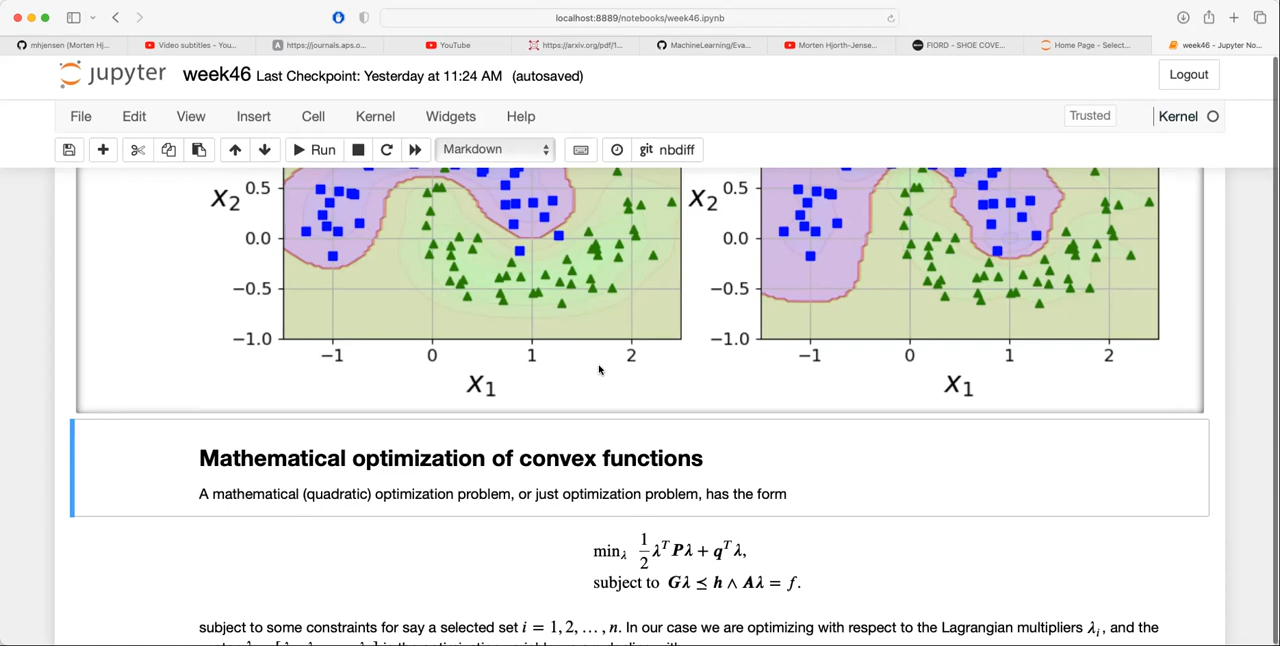 localhost:8889/notebooks/week46.ipynb
mhjensen (Morten Hj...
Video subtitles - You...
https://journals.aps.o...
YouTube
https://arxiv.org/pdf/1...
MachineLearning/Eva...
Morten Hjorth-Jense...
FIORD - SHOE COVE...
Home Page - Select...
week46 - Jupyter No...
jupyter week46 Last Checkpoint: Yesterday at 11:24 AM (autosaved)
Logout
File Edit View Insert Cell Kernel Widgets Help
Trusted Kernel
Run Markdown git nbdiff
X2 0.5 X2 0.5
0.0 0.0
−0.5 −0.5
−1.0 −1.0
−1 0 1 2 −1 0 1 2
X1 X1
Mathematical optimization of convex functions
A mathematical (quadratic) optimization problem, or just optimization problem, has the form
min_λ 1/2 λ^T Pλ + q^T λ,
subject to Gλ ⪯ h ∧ Aλ = f.
subject to some constraints for say a selected set i = 1, 2, … , n. In our case we are optimizing with respect to the Lagrangian multipliers λ_i, and the